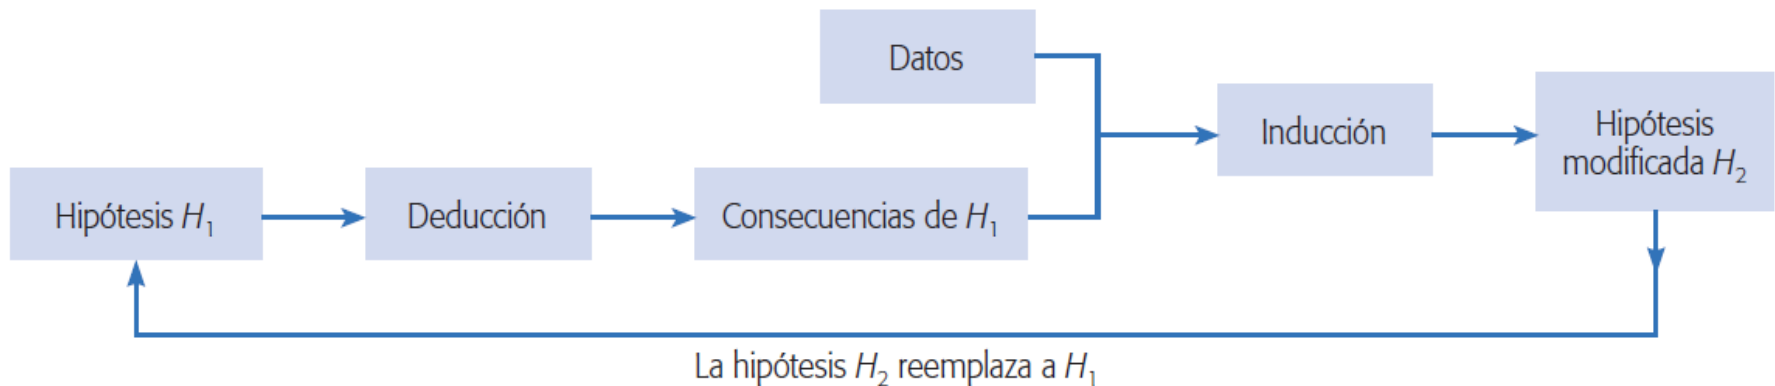 Datos
Hipótesis H₁
Deducción
Consecuencias de H₁
Inducción
Hipótesis
modificada H₂
La hipótesis H₂ reemplaza a H₁